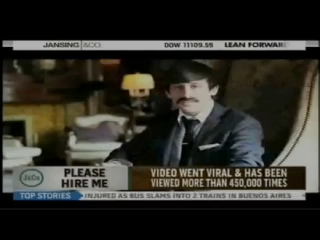 JANSING &CO. DOW 11109.59 LEAN FORWARD
J&Co
PLEASE
HIRE ME
VIDEO WENT VIRAL & HAS BEEN
VIEWED MORE THAN 450,000 TIMES
TOP STORIES INJURED AS BUS SLAMS INTO 2 TRAINS IN BUENOS AIRES